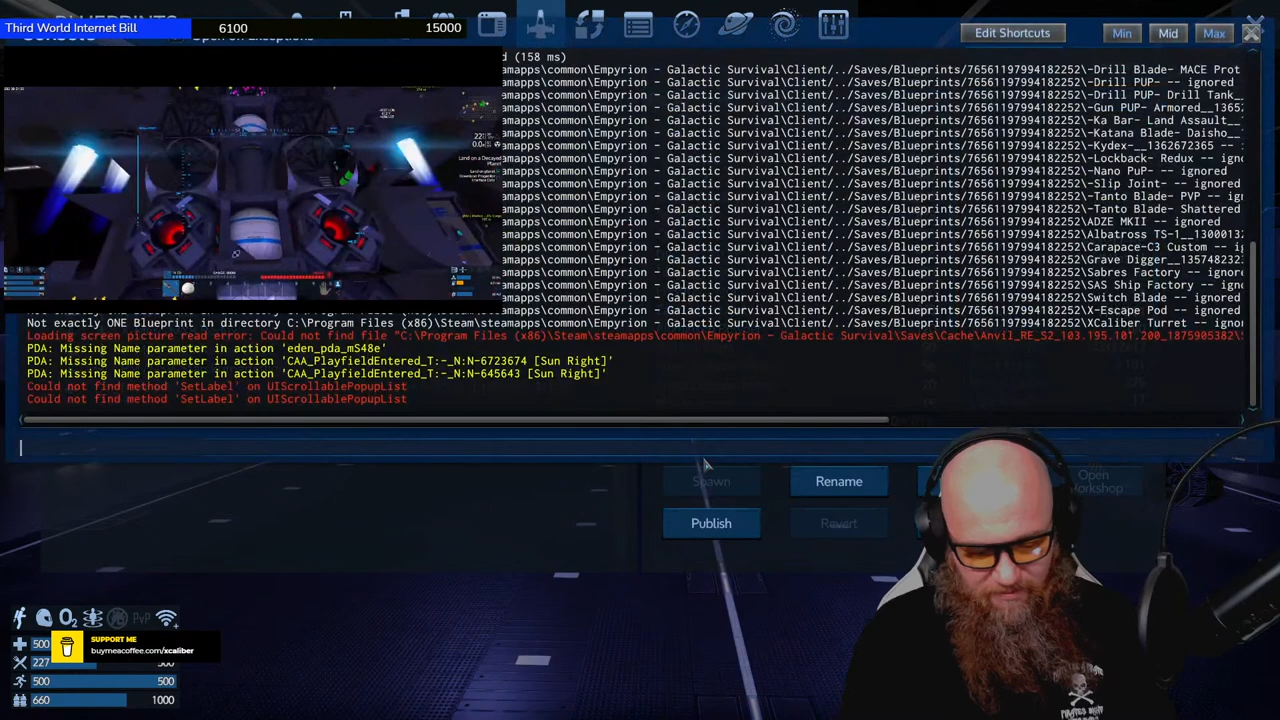 Third World Internet Bill 6100 15000
Edit Shortcuts Min Mid Max
d (158 ms)
eamapps\common\Empyrion - Galactic Survival\Client/../Saves/Blueprints/76561197994182252\-Drill Blade- MACE Prot
eamapps\common\Empyrion - Galactic Survival\Client/../Saves/Blueprints/76561197994182252\-Drill PUP- -- ignored
eamapps\common\Empyrion - Galactic Survival\Client/../Saves/Blueprints/76561197994182252\-Drill PUP- Drill Tank_
eamapps\common\Empyrion - Galactic Survival\Client/../Saves/Blueprints/76561197994182252\-Gun PUP- Armored__1365
eamapps\common\Empyrion - Galactic Survival\Client/../Saves/Blueprints/76561197994182252\-Ka Bar- Land Assault_
eamapps\common\Empyrion - Galactic Survival\Client/../Saves/Blueprints/76561197994182252\-Katana Blade- Daisho_
eamapps\common\Empyrion - Galactic Survival\Client/../Saves/Blueprints/76561197994182252\-Kydex-__1362672365 --
eamapps\common\Empyrion - Galactic Survival\Client/../Saves/Blueprints/76561197994182252\-Lockback- Redux -- ign
eamapps\common\Empyrion - Galactic Survival\Client/../Saves/Blueprints/76561197994182252\-Nano PuP- -- ignored
eamapps\common\Empyrion - Galactic Survival\Client/../Saves/Blueprints/76561197994182252\-Slip Joint- -- ignored
eamapps\common\Empyrion - Galactic Survival\Client/../Saves/Blueprints/76561197994182252\-Tanto Blade- PVP -- ig
eamapps\common\Empyrion - Galactic Survival\Client/../Saves/Blueprints/76561197994182252\-Tanto Blade- Shattered
eamapps\common\Empyrion - Galactic Survival\Client/../Saves/Blueprints/76561197994182252\ADZE MKII -- ignored
eamapps\common\Empyrion - Galactic Survival\Client/../Saves/Blueprints/76561197994182252\Albatross TS-1__1300013
eamapps\common\Empyrion - Galactic Survival\Client/../Saves/Blueprints/76561197994182252\Carapace-C3 Custom -- i
eamapps\common\Empyrion - Galactic Survival\Client/../Saves/Blueprints/76561197994182252\Grave Digger__135748232
eamapps\common\Empyrion - Galactic Survival\Client/../Saves/Blueprints/76561197994182252\Sabres Factory -- ignor
eamapps\common\Empyrion - Galactic Survival\Client/../Saves/Blueprints/76561197994182252\SAS Ship Factory -- ign
eamapps\common\Empyrion - Galactic Survival\Client/../Saves/Blueprints/76561197994182252\Switch Blade -- ignored
eamapps\common\Empyrion - Galactic Survival\Client/../Saves/Blueprints/76561197994182252\X-Escape Pod -- ignored
Not exactly ONE Blueprint in directory C:\Program Files (x86)\Steam\steamapps\common\Empyrion - Galactic Survival\Client/../Saves/Blueprints/76561197994182252\XCaliber Turret -- ignor
Loading screen picture read error: Could not find file "C:\Program Files (x86)\Steam\steamapps\common\Empyrion - Galactic Survival\Saves\Cache\Anvil_RE_S2_103.195.101.200_1875905382\S
PDA: Missing Name parameter in action 'eden_pda_mS48e'
PDA: Missing Name parameter in action 'CAA_PlayfieldEntered_T:-_N:N-6723674 [Sun Right]'
PDA: Missing Name parameter in action 'CAA_PlayfieldEntered_T:-_N:N-645643 [Sun Right]'
Could not find method 'SetLabel' on UIScrollablePopupList
Could not find method 'SetLabel' on UIScrollablePopupList
Spawn Rename Open
Publish Revert
O2 PvP
500
SUPPORT ME
buymeacoffee.com/xcaliber
227 500
500 500
660 1000